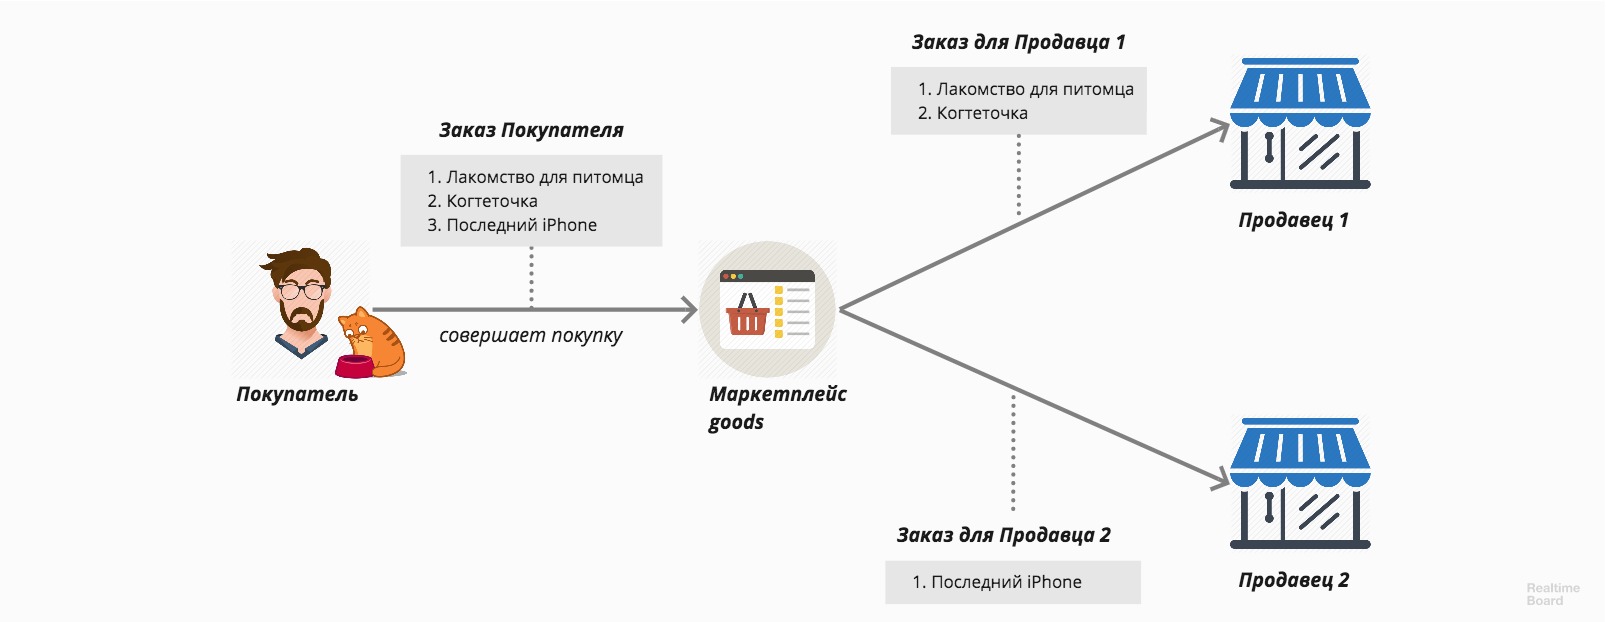 Заказ для Продавца 1
1. Лакомство для питомца
2. Когтеточка
Заказ Покупателя
1. Лакомство для питомца
2. Когтеточка
3. Последний iPhone
Продавец 1
совершает покупку
Покупатель
Маркетплейс
goods
Заказ для Продавца 2
1. Последний iPhone
Продавец 2
Realtime
Board